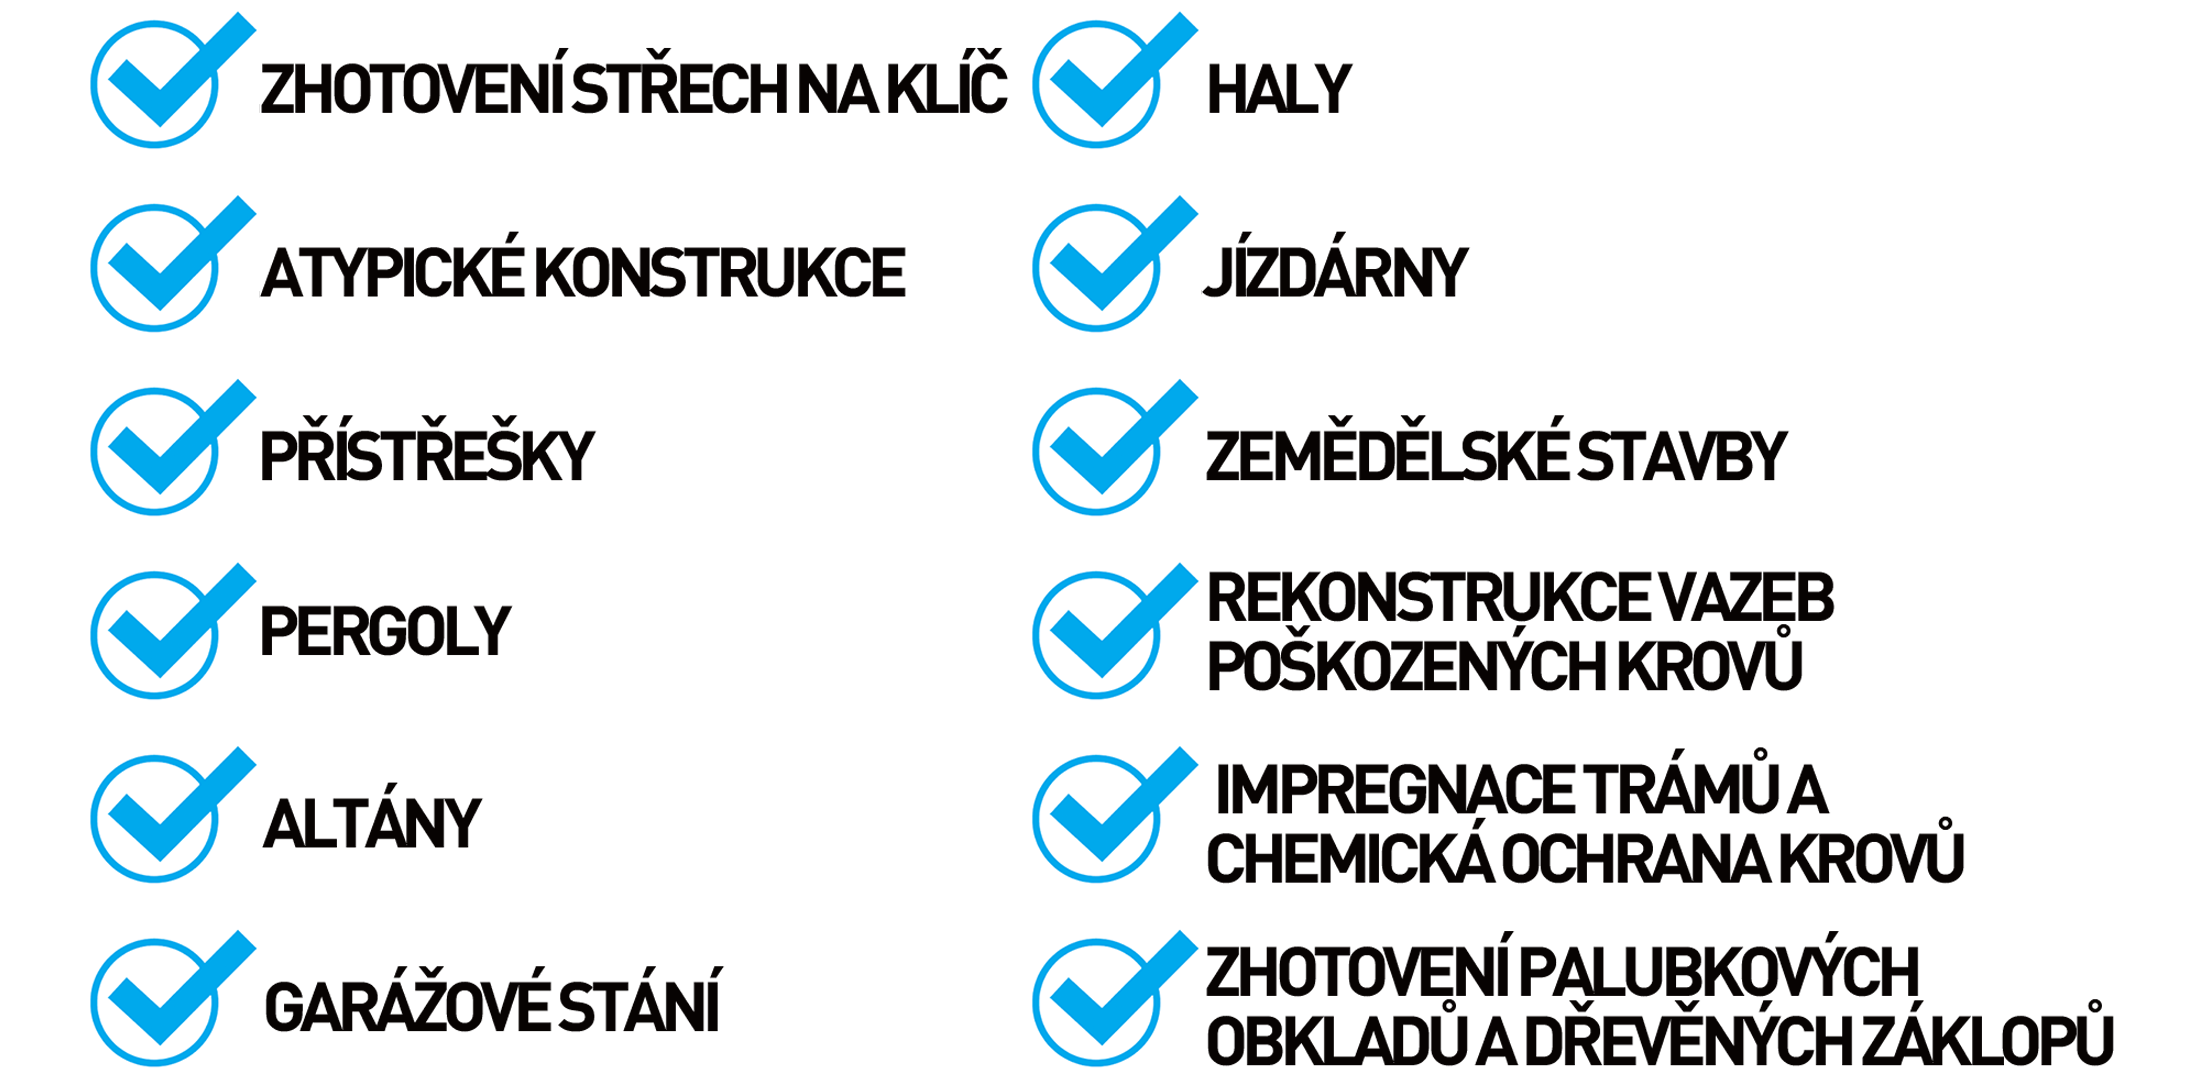 ZHOTOVENÍ STŘECH NA KLÍČ
ATYPICKÉ KONSTRUKCE
PŘÍSTŘEŠKY
PERGOLY
ALTÁNY
GARÁŽOVÉ STÁNÍ
HALY
JÍZDÁRNY
ZEMĚDĚLSKÉ STAVBY
REKONSTRUKCE VAZEB
POŠKOZENÝCH KROVŮ
IMPREGNACE TRÁMŮ A
CHEMICKÁ OCHRANA KROVŮ
ZHOTOVENÍ PALUBKOVÝCH
OBKLADŮ A DŘEVĚNÝCH ZÁKLOPŮ